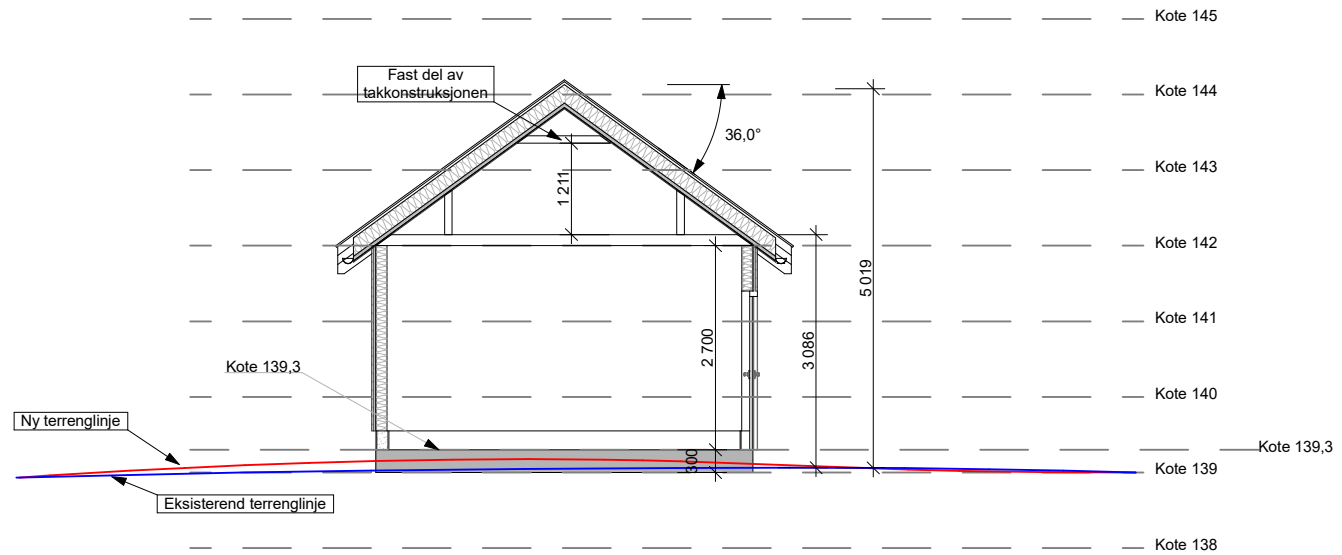 Kote 145
Fast del av
takkonstruksjonen
Kote 144
36,0°
Kote 143
1 211
Kote 142
5 019
Kote 141
3 086
2 700
Kote 139,3
Kote 140
Ny terrenglinje
Kote 139,3
300
Kote 139
Eksisterend terrenglinje
Kote 138